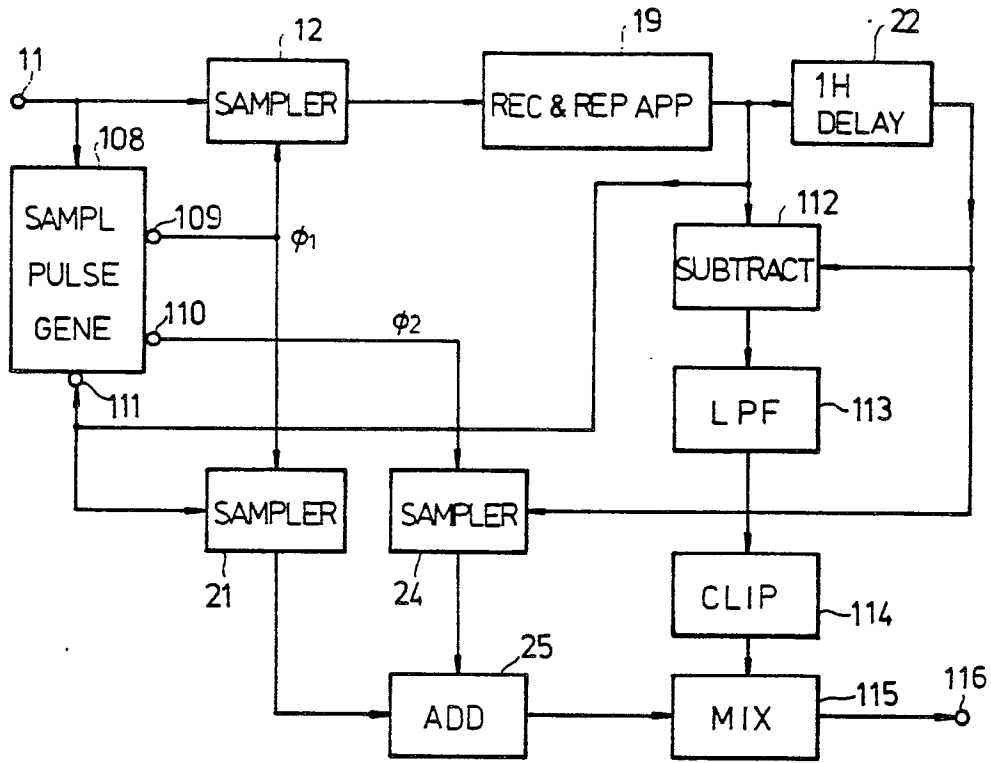 11
12
19
22
SAMPLER
REC & REP APP
1H
DELAY
108
SAMPL
PULSE
GENE
109
ϕ1
110
ϕ2
111
112
SUBTRACT
LPF
113
SAMPLER
SAMPLER
21
24
CLIP
114
25
ADD
MIX
115
116